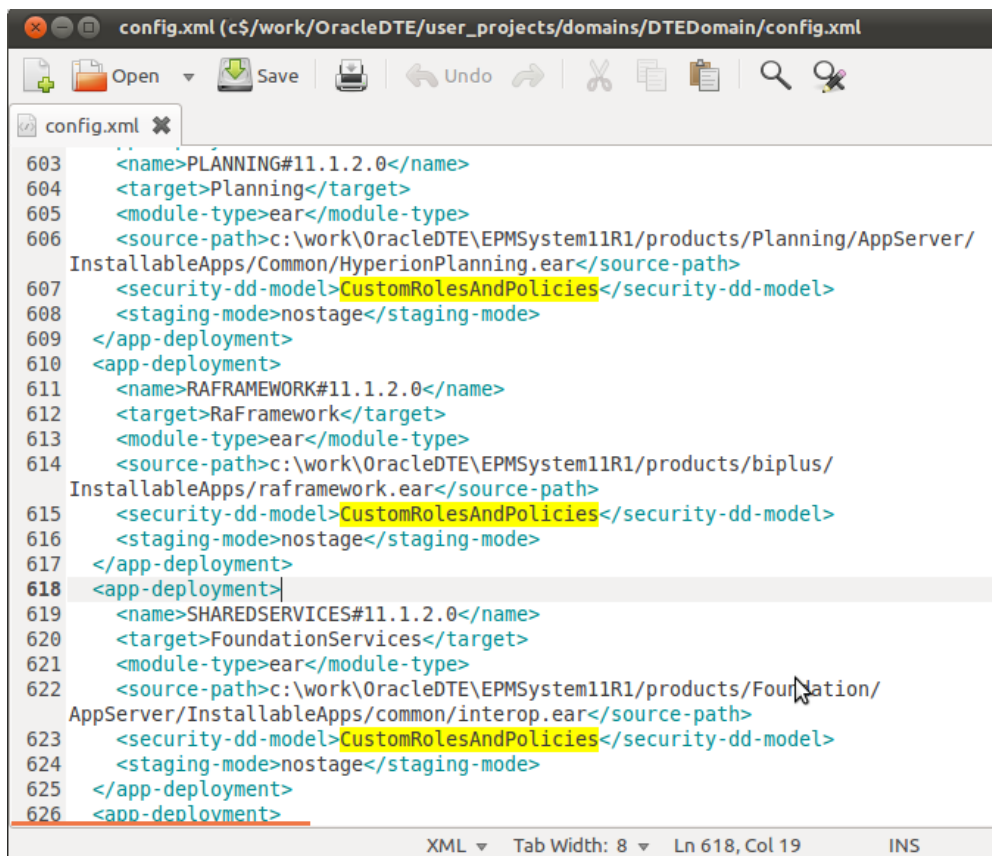 config.xml (c$/work/OracleDTE/user_projects/domains/DTEDomain/config.xml
Open Save Undo
config.xml
603 <name>PLANNING#11.1.2.0</name>
604 <target>Planning</target>
605 <module-type>ear</module-type>
606 <source-path>c:\work\OracleDTE\EPMSystem11R1/products/Planning/AppServer/
InstallableApps/Common/HyperionPlanning.ear</source-path>
607 <security-dd-model>CustomRolesAndPolicies</security-dd-model>
608 <staging-mode>nostage</staging-mode>
609 </app-deployment>
610 <app-deployment>
611 <name>RAFRAMEWORK#11.1.2.0</name>
612 <target>RaFramework</target>
613 <module-type>ear</module-type>
614 <source-path>c:\work\OracleDTE\EPMSystem11R1/products/biplus/
InstallableApps/raframework.ear</source-path>
615 <security-dd-model>CustomRolesAndPolicies</security-dd-model>
616 <staging-mode>nostage</staging-mode>
617 </app-deployment>
618 <app-deployment>
619 <name>SHAREDSERVICES#11.1.2.0</name>
620 <target>FoundationServices</target>
621 <module-type>ear</module-type>
622 <source-path>c:\work\OracleDTE\EPMSystem11R1/products/Foundation/
AppServer/InstallableApps/common/interop.ear</source-path>
623 <security-dd-model>CustomRolesAndPolicies</security-dd-model>
624 <staging-mode>nostage</staging-mode>
625 </app-deployment>
626 <app-deployment>
XML Tab Width: 8 Ln 618, Col 19 INS